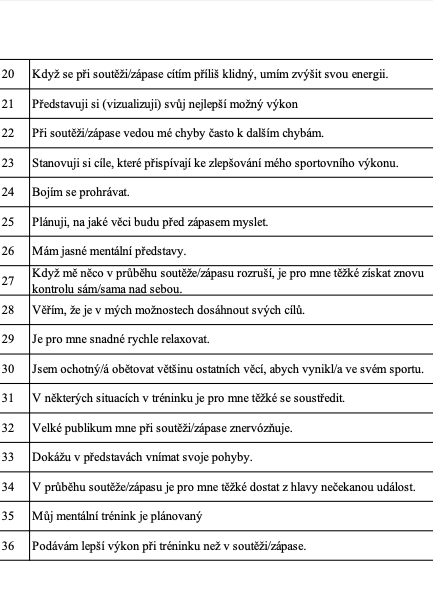 20 Když se při soutěži/zápase cítím příliš klidný, umím zvýšit svou energii.
21 Představuji si (vizualizuji) svůj nejlepší možný výkon
22 Při soutěži/zápase vedou mé chyby často k dalším chybám.
23 Stanovuji si cíle, které přispívají ke zlepšování mého sportovního výkonu.
24 Bojím se prohrávat.
25 Plánuji, na jaké věci budu před zápasem myslet.
26 Mám jasné mentální představy.
27 Když mě něco v průběhu soutěže/zápasu rozruší, je pro mne těžké získat znovu
kontrolu sám/sama nad sebou.
28 Věřím, že je v mých možnostech dosáhnout svých cílů.
29 Je pro mne snadné rychle relaxovat.
30 Jsem ochotný/á obětovat většinu ostatních věcí, abych vynikl/a ve svém sportu.
31 V některých situacích v tréninku je pro mne těžké se soustředit.
32 Velké publikum mne při soutěži/zápase znervózňuje.
33 Dokážu v představách vnímat svoje pohyby.
34 V průběhu soutěže/zápasu je pro mne těžké dostat z hlavy nečekanou událost.
35 Můj mentální trénink je plánovaný
36 Podávám lepší výkon při tréninku než v soutěži/zápase.